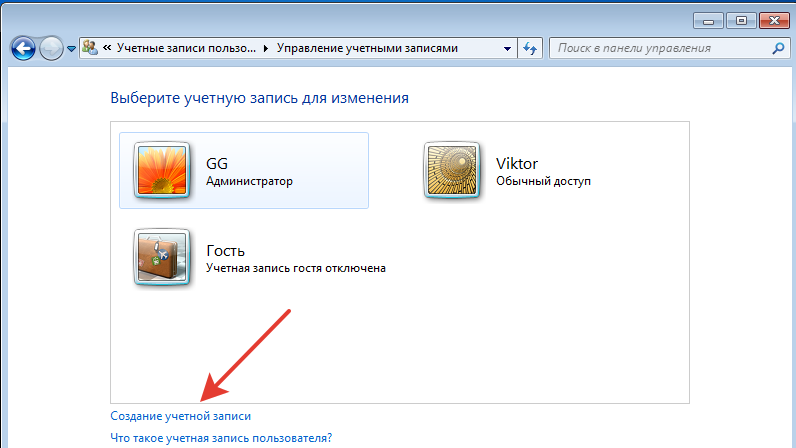 « Учетные записи пользо... ▸ Управление учетными записями
Поиск в панели управления
Выберите учетную запись для изменения
GG
Администратор
Viktor
Обычный доступ
Гость
Учетная запись гостя отключена
Создание учетной записи
Что такое учетная запись пользователя?